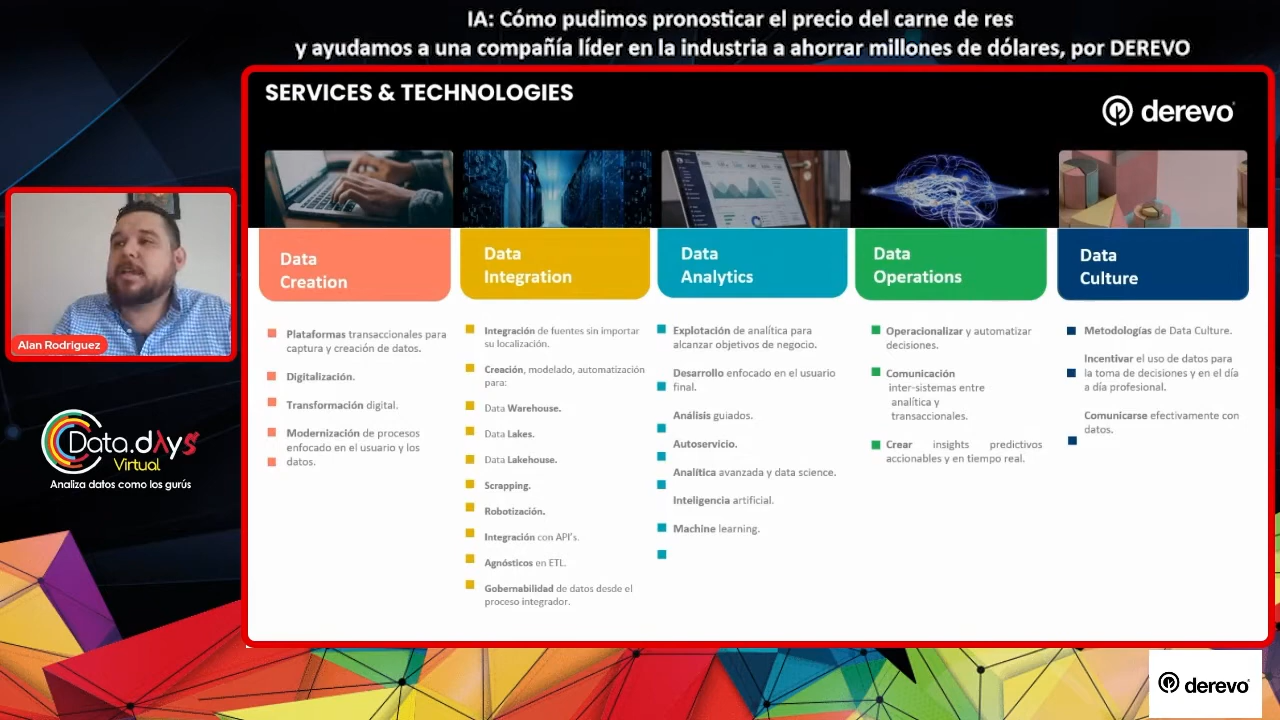 IA: Cómo pudimos pronosticar el precio del carne de res
y ayudamos a una compañía líder en la industria a ahorrar millones de dólares, por DEREVO
SERVICES & TECHNOLOGIES
derevo
Alan Rodriguez
Data.dAys
Virtual
Analiza datos como los gurús
Data
Creation
Plataformas transaccionales para
captura y creación de datos.
Digitalización.
Transformación digital.
Modernización de procesos
enfocado en el usuario y los
datos.
Data
Integration
Integración de fuentes sin importar
su localización.
Creación, modelado, automatización
para:
Data Warehouse.
Data Lakes.
Data Lakehouse.
Scrapping.
Robotización.
Integración con API's.
Agnósticos en ETL.
Gobernabilidad de datos desde el
proceso integrador.
Data
Analytics
Explotación de analítica para
alcanzar objetivos de negocio.
Desarrollo enfocado en el usuario
final.
Análisis guiados.
Autoservicio.
Analítica avanzada y data science.
Inteligencia artificial.
Machine learning.
Data
Operations
Operacionalizar y automatizar
decisiones.
Comunicación
inter-sistemas entre
analítica y
transaccionales.
Crear insights predictivos
accionables y en tiempo real.
Data
Culture
Metodologías de Data Culture.
Incentivar el uso de datos para
la toma de decisiones y en el día
a día profesional.
Comunicarse efectivamente con
datos.
derevo